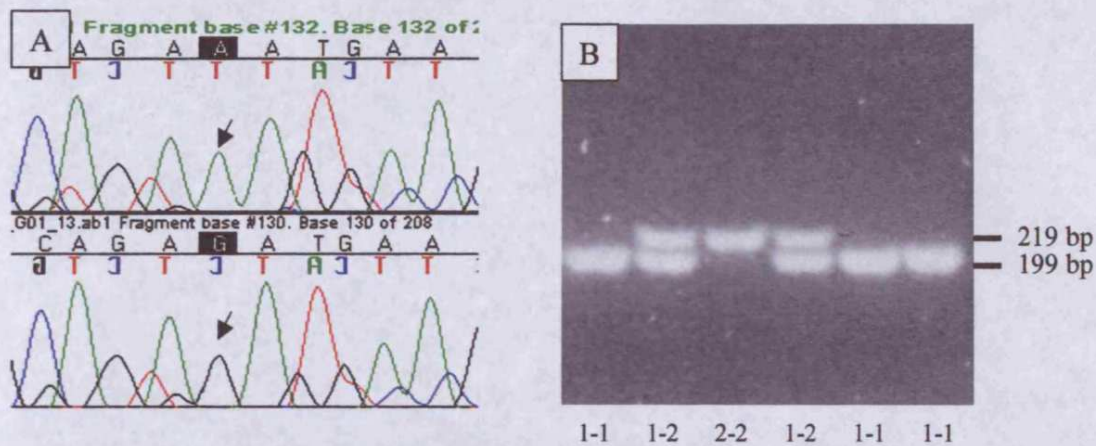 A
Fragment base #132. Base 132 of 2
A G A A A T G A A
G T C T T T A C T T
G01_13.ab1 Fragment base #130. Base 130 of 208
C A G A G A T G A A
G T C T C T A C T T
B
219 bp
199 bp
1-1 1-2 2-2 1-2 1-1 1-1